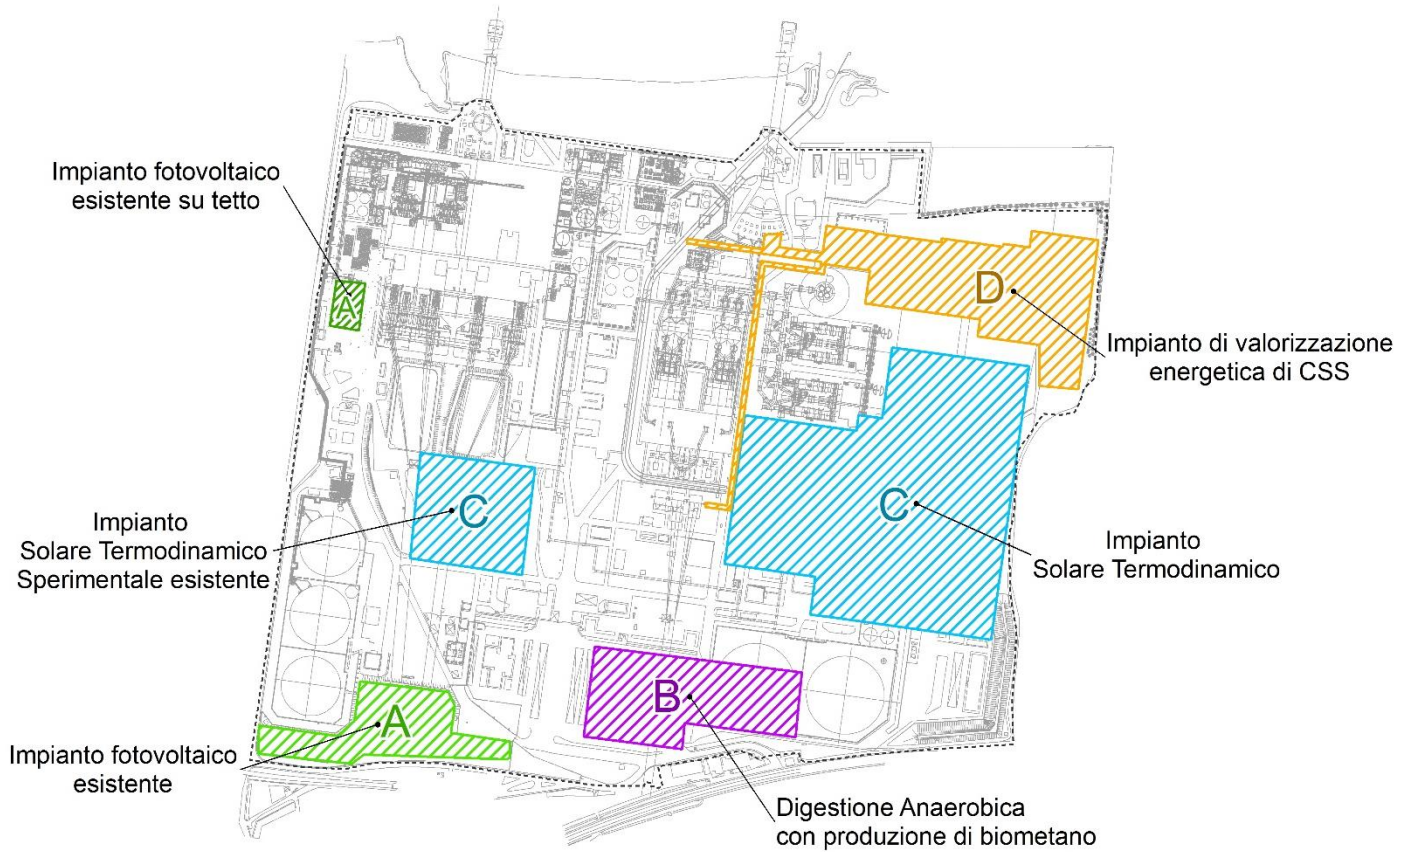 Impianto fotovoltaico
esistente su tetto
A
D
Impianto di valorizzazione
energetica di CSS
C
C
Impianto
Solare Termodinamico
Sperimentale esistente
Impianto
Solare Termodinamico
B
A
Impianto fotovoltaico
esistente
Digestione Anaerobica
con produzione di biometano